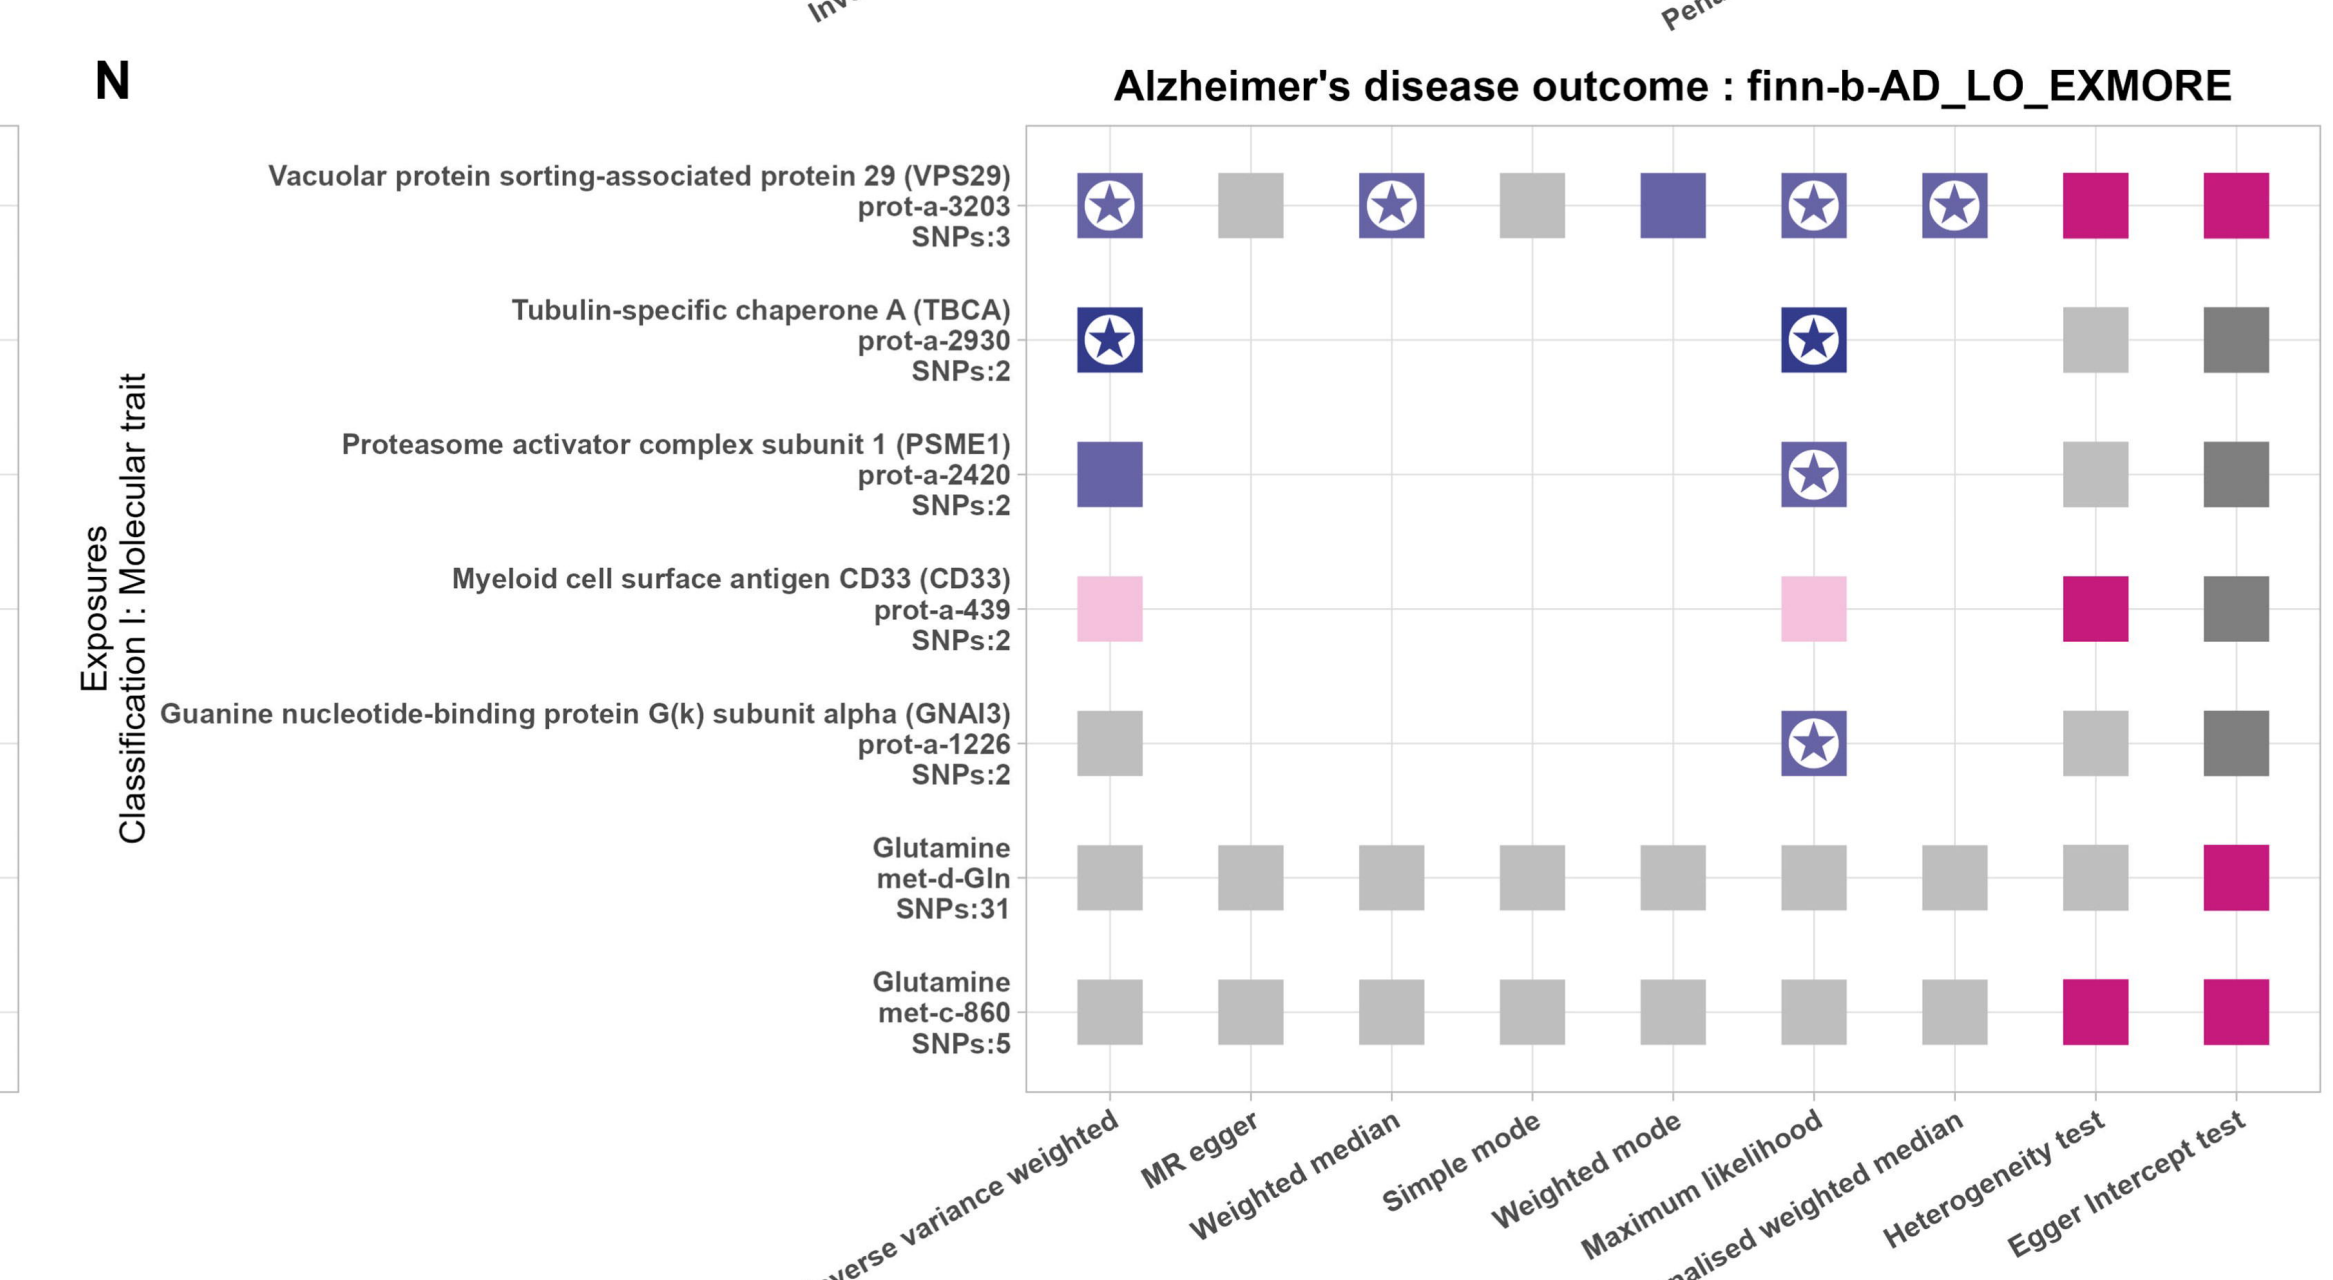 N
Alzheimer's disease outcome : finn-b-AD_LO_EXMORE
Exposures
Classification I: Molecular trait
Vacuolar protein sorting-associated protein 29 (VPS29)
prot-a-3203
SNPs:3
Tubulin-specific chaperone A (TBCA)
prot-a-2930
SNPs:2
Proteasome activator complex subunit 1 (PSME1)
prot-a-2420
SNPs:2
Myeloid cell surface antigen CD33 (CD33)
prot-a-439
SNPs:2
Guanine nucleotide-binding protein G(k) subunit alpha (GNAI3)
prot-a-1226
SNPs:2
Glutamine
met-d-Gln
SNPs:31
Glutamine
met-c-860
SNPs:5
variance weighted
MR egger
Weighted median
Simple mode
Weighted mode
Maximum likelihood
weighted median
Heterogeneity test
Egger Intercept test